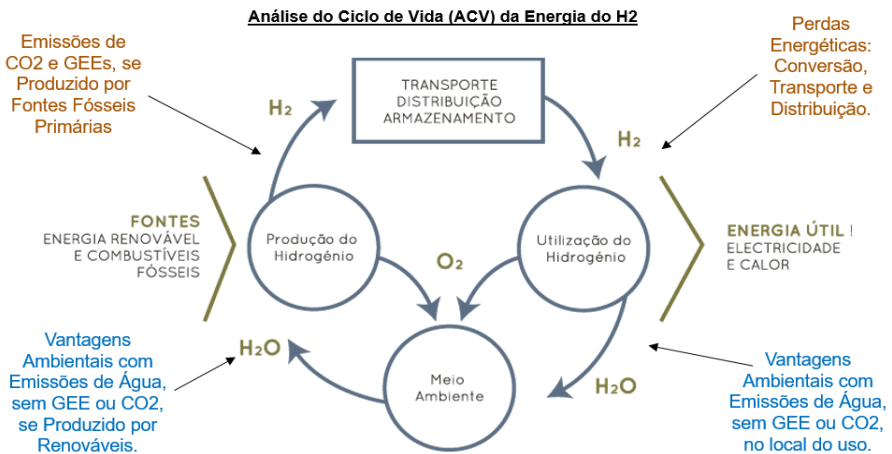 Análise do Ciclo de Vida (ACV) da Energia do H2
Emissões de
CO2 e GEEs, se
Produzido por
Fontes Fósseis
Primárias
Perdas
Energéticas:
Conversão,
Transporte e
Distribuição.
TRANSPORTE
DISTRIBUIÇÃO
ARMAZENAMENTO
H2
H2
FONTES
ENERGIA RENOVÁVEL
E COMBUSTÍVEIS
FÓSSEIS
Produção do
Hidrogénio
O2
Utilização do
Hidrogénio
ENERGIA ÚTIL !
ELECTRICIDADE
E CALOR
Vantagens
Ambientais com
Emissões de Água,
sem GEE ou CO2,
se Produzido por
Renováveis.
H2O
Meio
Ambiente
H2O
Vantagens
Ambientais com
Emissões de Água,
sem GEE ou CO2,
no local do uso.